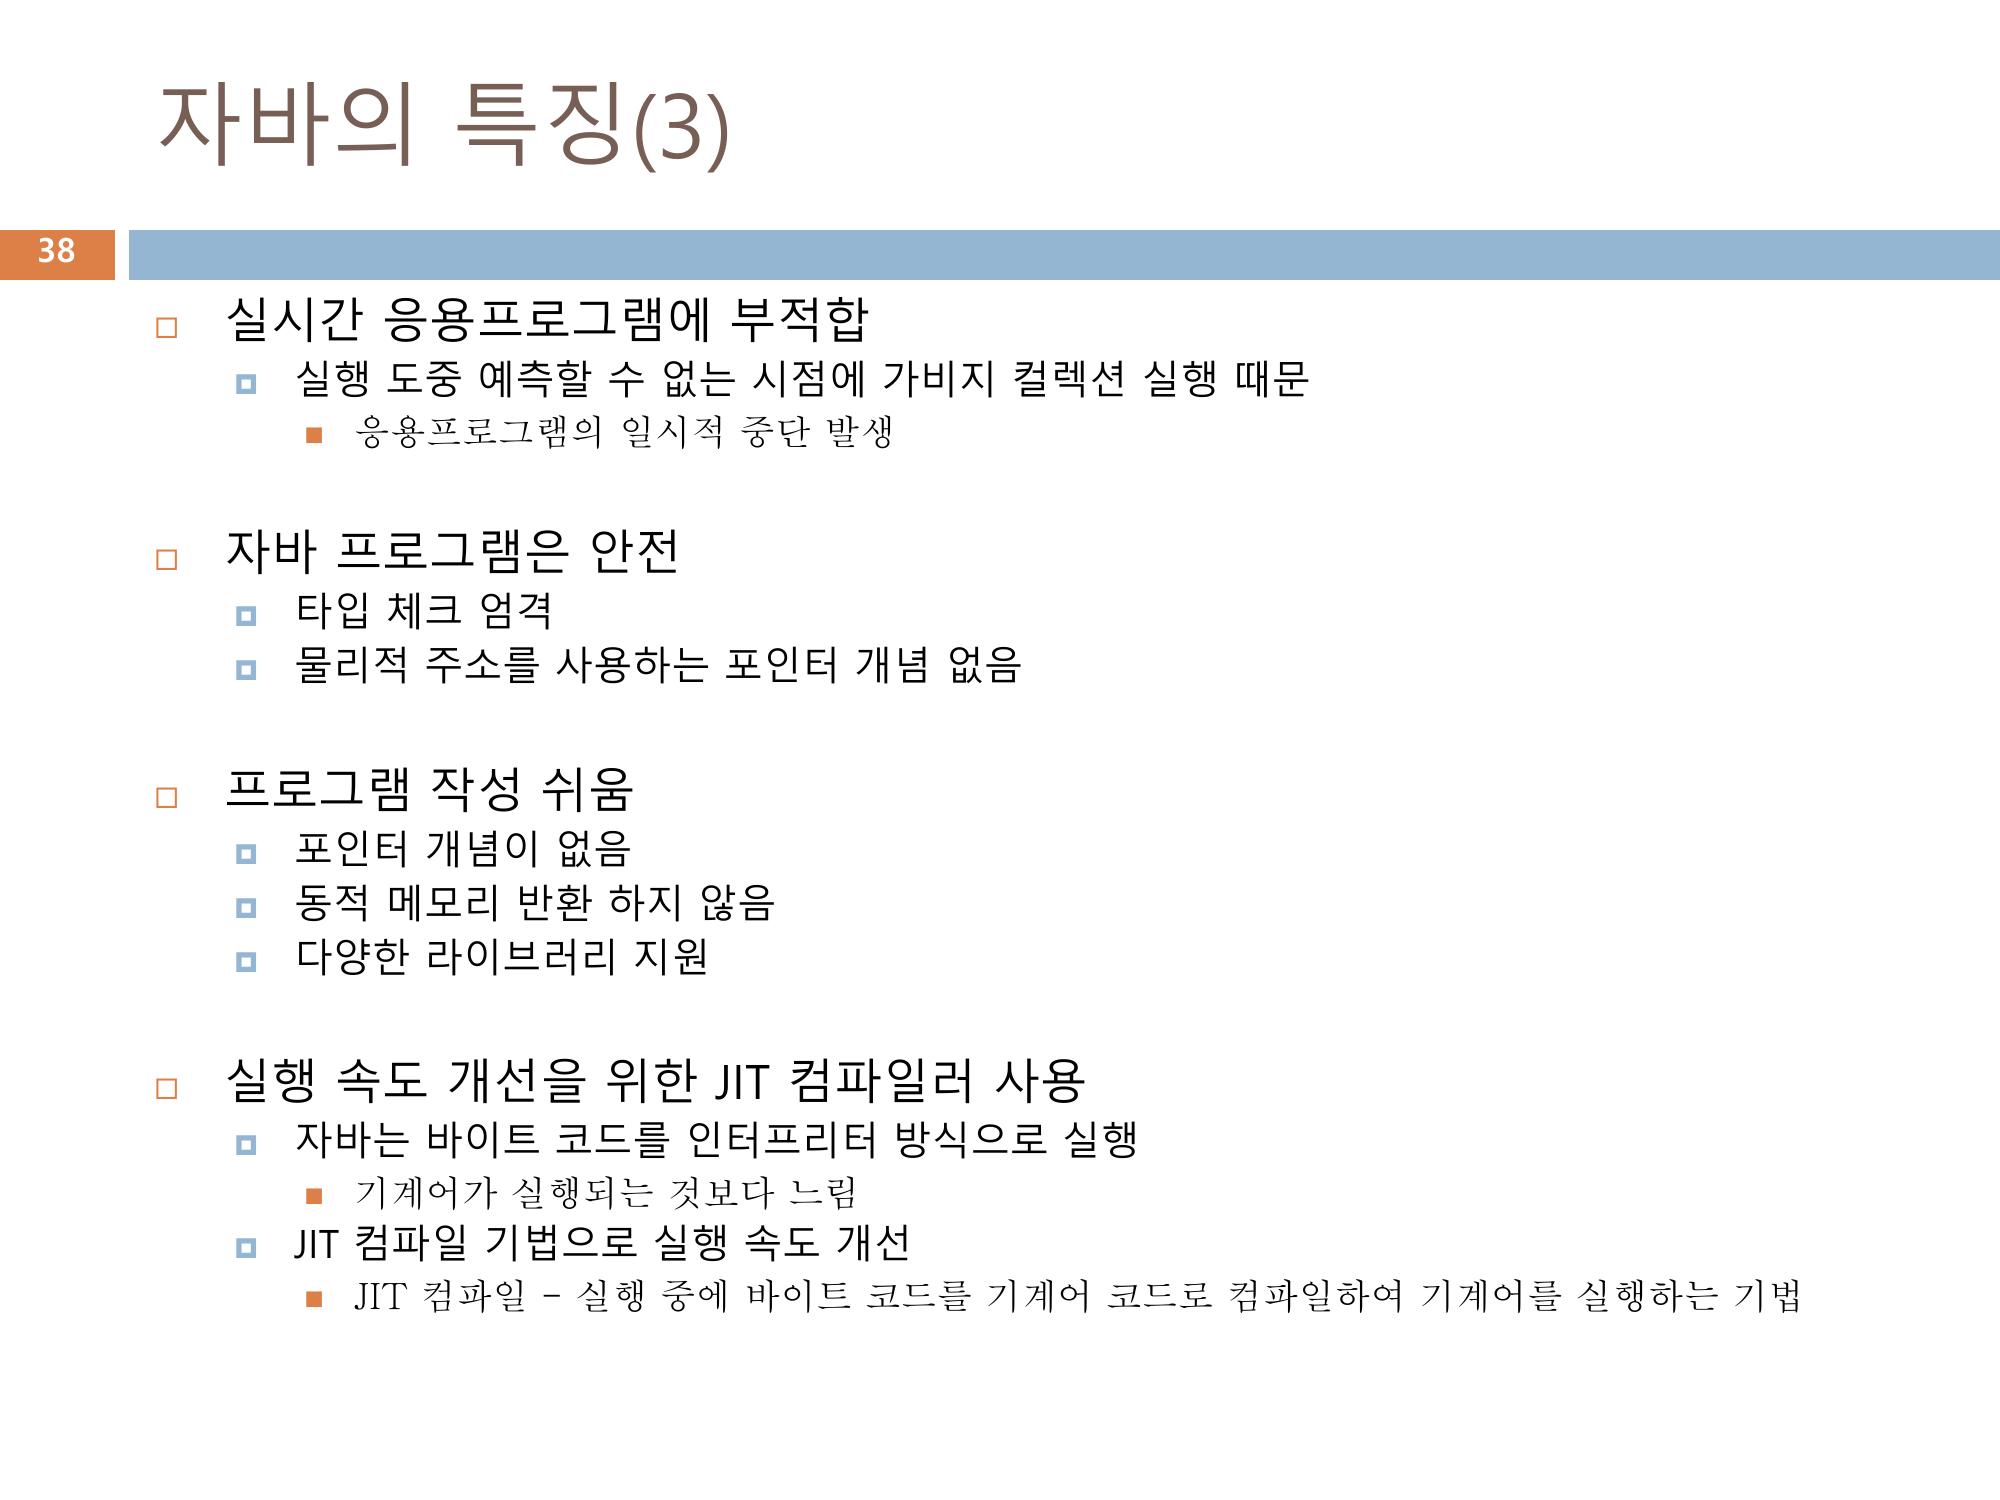 자바의 특징(3)
38
실시간 응용프로그램에 부적합
실행 도중 예측할 수 없는 시점에 가비지 컬렉션 실행 때문
응용프로그램의 일시적 중단 발생
자바 프로그램은 안전
타입 체크 엄격
물리적 주소를 사용하는 포인터 개념 없음
프로그램 작성 쉬움
포인터 개념이 없음
동적 메모리 반환 하지 않음
다양한 라이브러리 지원
실행 속도 개선을 위한 JIT 컴파일러 사용
자바는 바이트 코드를 인터프리터 방식으로 실행
기계어가 실행되는 것보다 느림
JIT 컴파일 기법으로 실행 속도 개선
JIT 컴파일 – 실행 중에 바이트 코드를 기계어 코드로 컴파일하여 기계어를 실행하는 기법